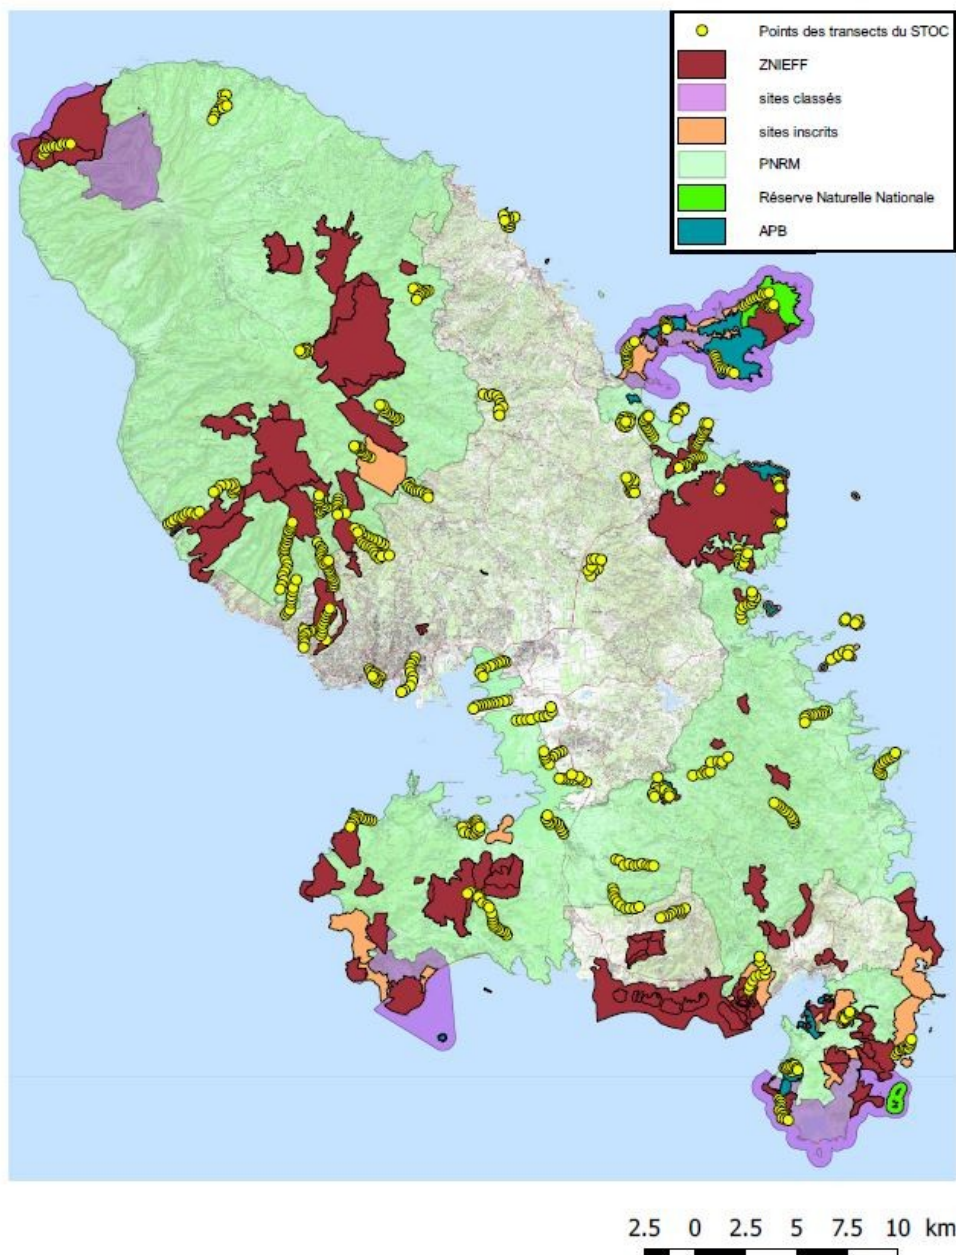 Points des transects du STOC
ZNIEFF
sites classés
sites inscrits
PNRM
Réserve Naturelle Nationale
APB
2.5 0 2.5 5 7.5 10 km